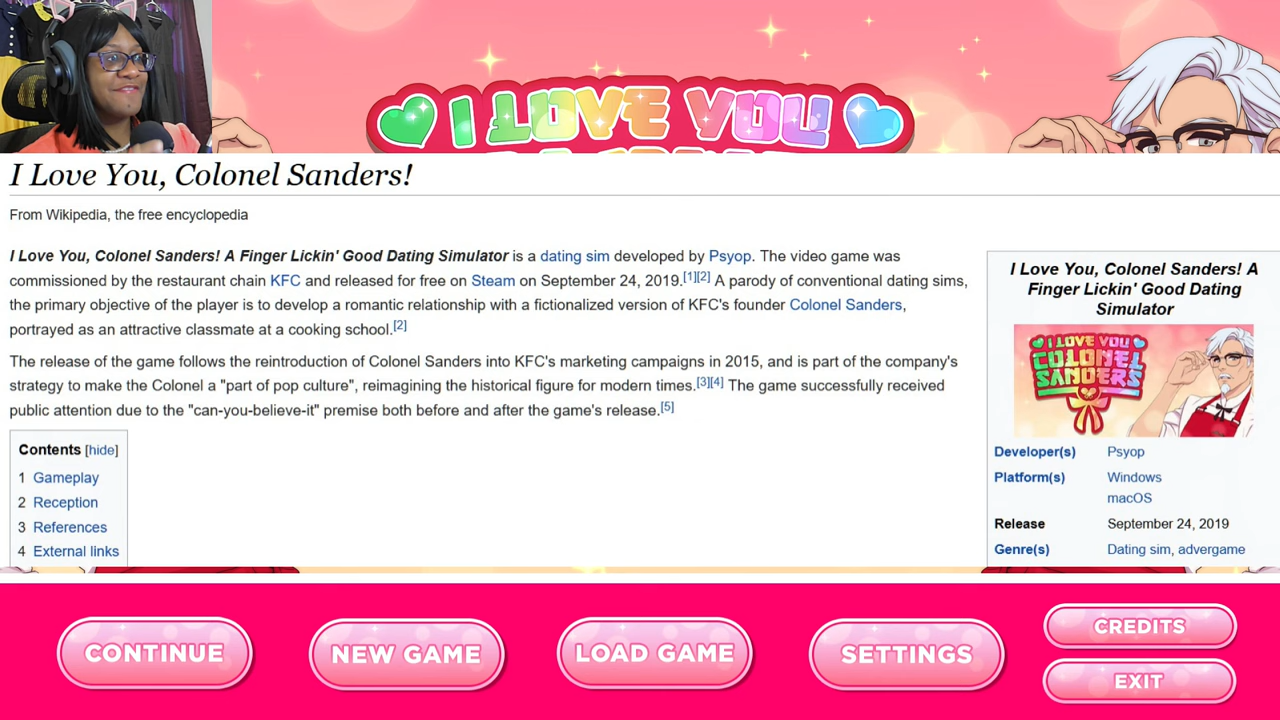 I LOVE YOU
I Love You, Colonel Sanders!
From Wikipedia, the free encyclopedia
I Love You, Colonel Sanders! A Finger Lickin' Good Dating Simulator is a dating sim developed by Psyop. The video game was
commissioned by the restaurant chain KFC and released for free on Steam on September 24, 2019.[1][2] A parody of conventional dating sims,
the primary objective of the player is to develop a romantic relationship with a fictionalized version of KFC's founder Colonel Sanders,
portrayed as an attractive classmate at a cooking school.[2]
The release of the game follows the reintroduction of Colonel Sanders into KFC's marketing campaigns in 2015, and is part of the company's
strategy to make the Colonel a "part of pop culture", reimagining the historical figure for modern times.[3][4] The game successfully received
public attention due to the "can-you-believe-it" premise both before and after the game's release.[5]
Contents [hide]
1 Gameplay
2 Reception
3 References
4 External links
I Love You, Colonel Sanders! A
Finger Lickin' Good Dating
Simulator
I LOVE YOU
COLONEL
SANDERS
Developer(s) Psyop
Platform(s) Windows
macOS
Release September 24, 2019
Genre(s) Dating sim, advergame
CONTINUE
NEW GAME
LOAD GAME
SETTINGS
CREDITS
EXIT